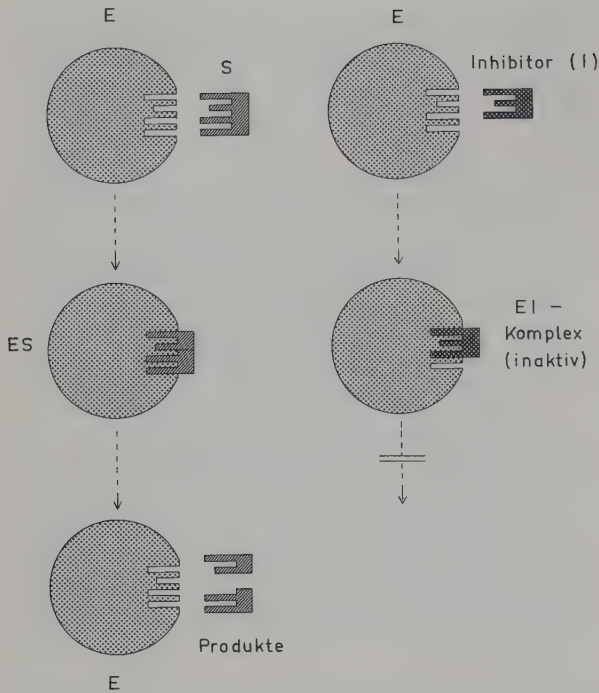 E
S
ES
Produkte
E
E
Inhibitor (I)
EI -
Komplex
(inaktiv)